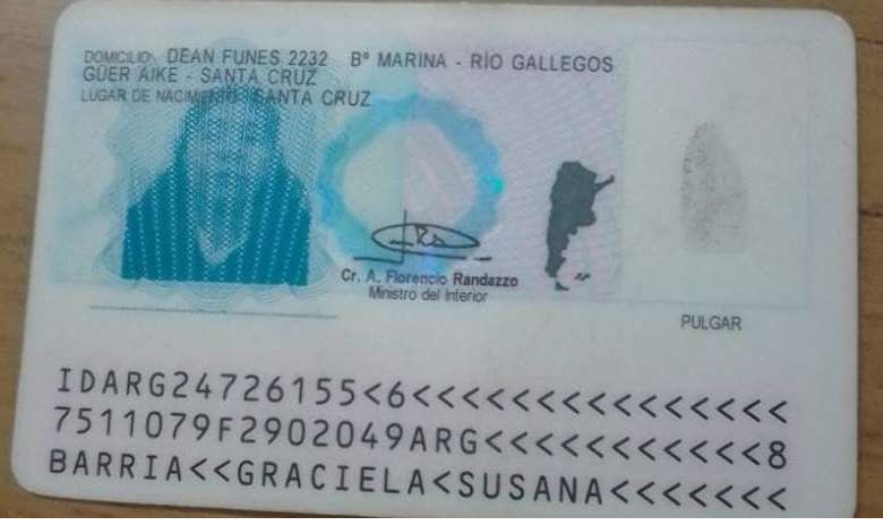 DOMICILIO: DEAN FUNES 2232 Bº MARINA - RÍO GALLEGOS
GÜER AIKE - SANTA CRUZ
LUGAR DE NACIMIENTO: SANTA CRUZ
Cr. A. Florencio Randazzo
Ministro del Interior
PULGAR
IDARG24726155<6<<<<<<<<<<<<<<<
7511079F2902049ARG<<<<<<<<<<<8
BARRIA<<GRACIELA<SUSANA<<<<<<<